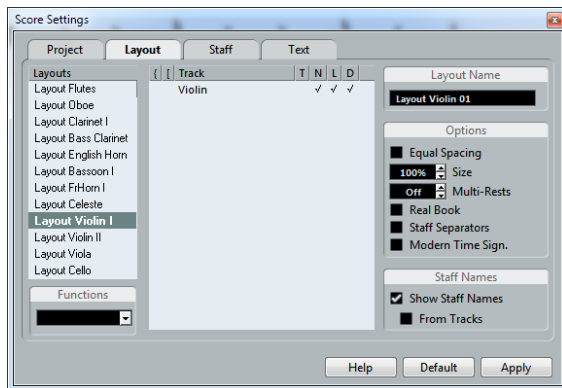 Score Settings
Project Layout Staff Text
Layouts
Layout Flutes
Layout Oboe
Layout Clarinet I
Layout Bass Clarinet
Layout English Horn
Layout Bassoon I
Layout FrHorn I
Layout Celeste
Layout Violin I
Layout Violin II
Layout Viola
Layout Cello
Functions
{ [ Track T N L D
Violin √ √ √
Layout Name
Layout Violin 01
Options
Equal Spacing
100% Size
Off Multi-Rests
Real Book
Staff Separators
Modern Time Sign.
Staff Names
Show Staff Names
From Tracks
Help Default Apply